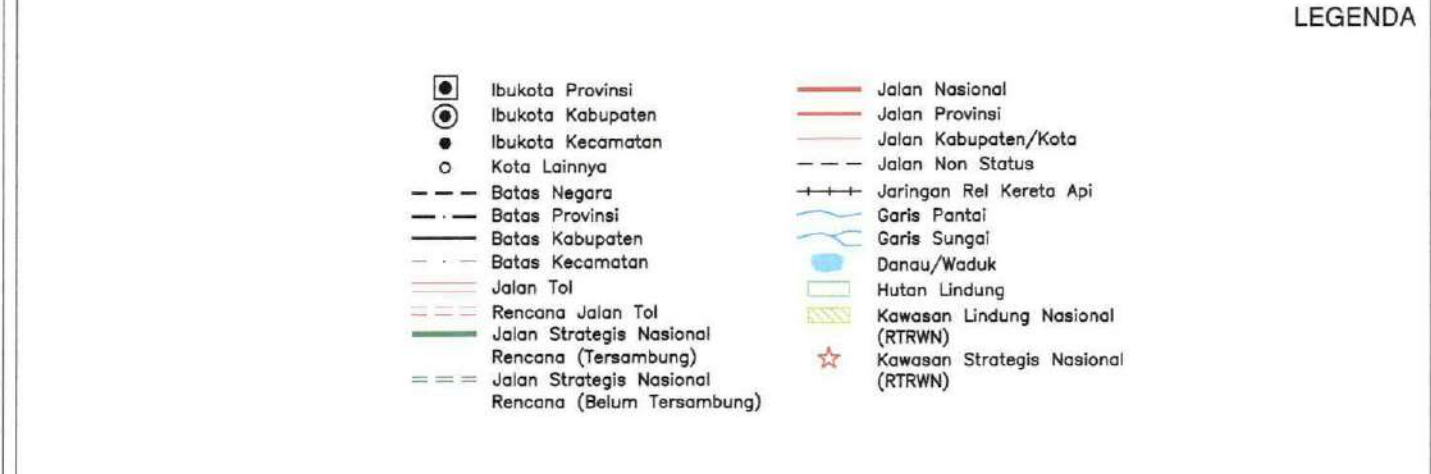 LEGENDA
Ibukota Provinsi
Ibukota Kabupaten
Ibukota Kecamatan
Kota Lainnya
Batas Negara
Batas Provinsi
Batas Kabupaten
Batas Kecamatan
Jalan Tol
Rencana Jalan Tol
Jalan Strategis Nasional
Rencana (Tersambung)
Jalan Strategis Nasional
Rencana (Belum Tersambung)
Jalan Nasional
Jalan Provinsi
Jalan Kabupaten/Kota
Jalan Non Status
Jaringan Rel Kereta Api
Garis Pantai
Garis Sungai
Danau/Waduk
Hutan Lindung
Kawasan Lindung Nasional
(RTRWN)
Kawasan Strategis Nasional
(RTRWN)